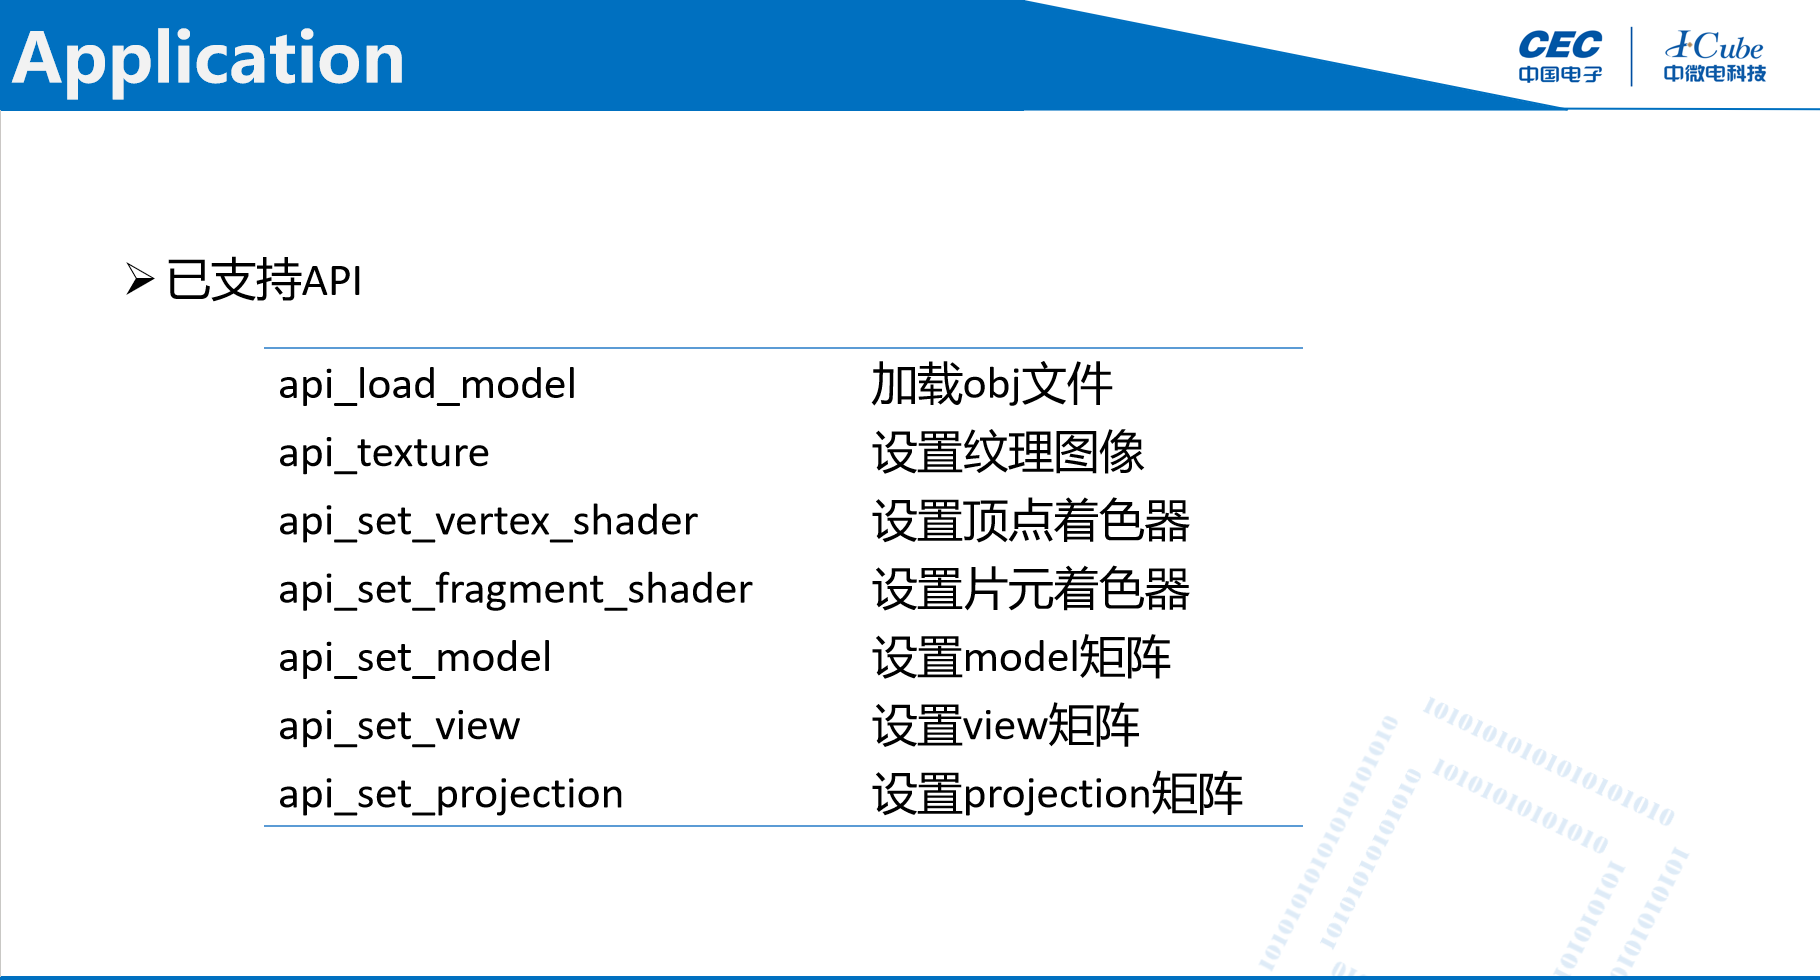 Application
CEC
中国电子
ICube
中微电科技
已支持API
api_load_model 加载obj文件
api_texture 设置纹理图像
api_set_vertex_shader 设置顶点着色器
api_set_fragment_shader 设置片元着色器
api_set_model 设置model矩阵
api_set_view 设置view矩阵
api_set_projection 设置projection矩阵